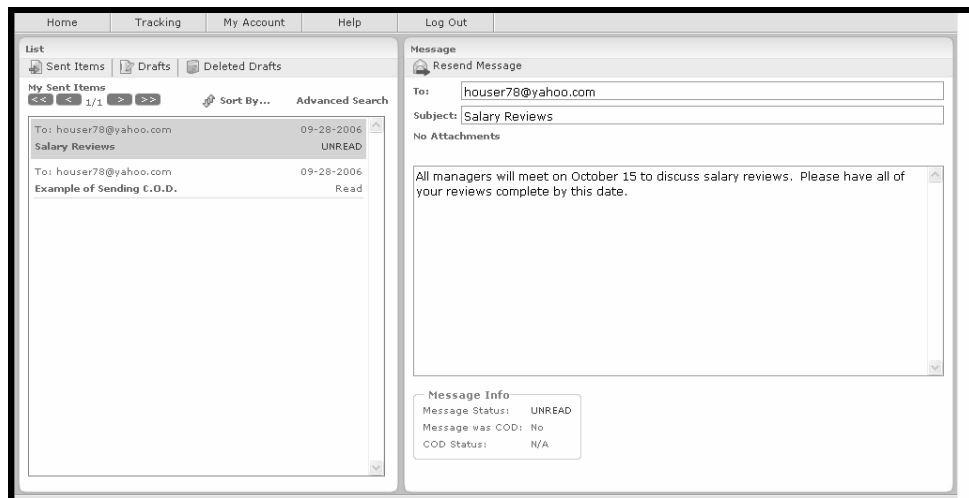 Home Tracking My Account Help Log Out
List
Sent Items Drafts Deleted Drafts
My Sent Items
<< < 1/1 > >> Sort By... Advanced Search
To: houser78@yahoo.com 09-28-2006
Salary Reviews UNREAD
To: houser78@yahoo.com 09-28-2006
Example of Sending C.O.D. Read
Message
Resend Message
To: houser78@yahoo.com
Subject: Salary Reviews
No Attachments
All managers will meet on October 15 to discuss salary reviews. Please have all of
your reviews complete by this date.
Message Info
Message Status: UNREAD
Message was COD: No
COD Status: N/A